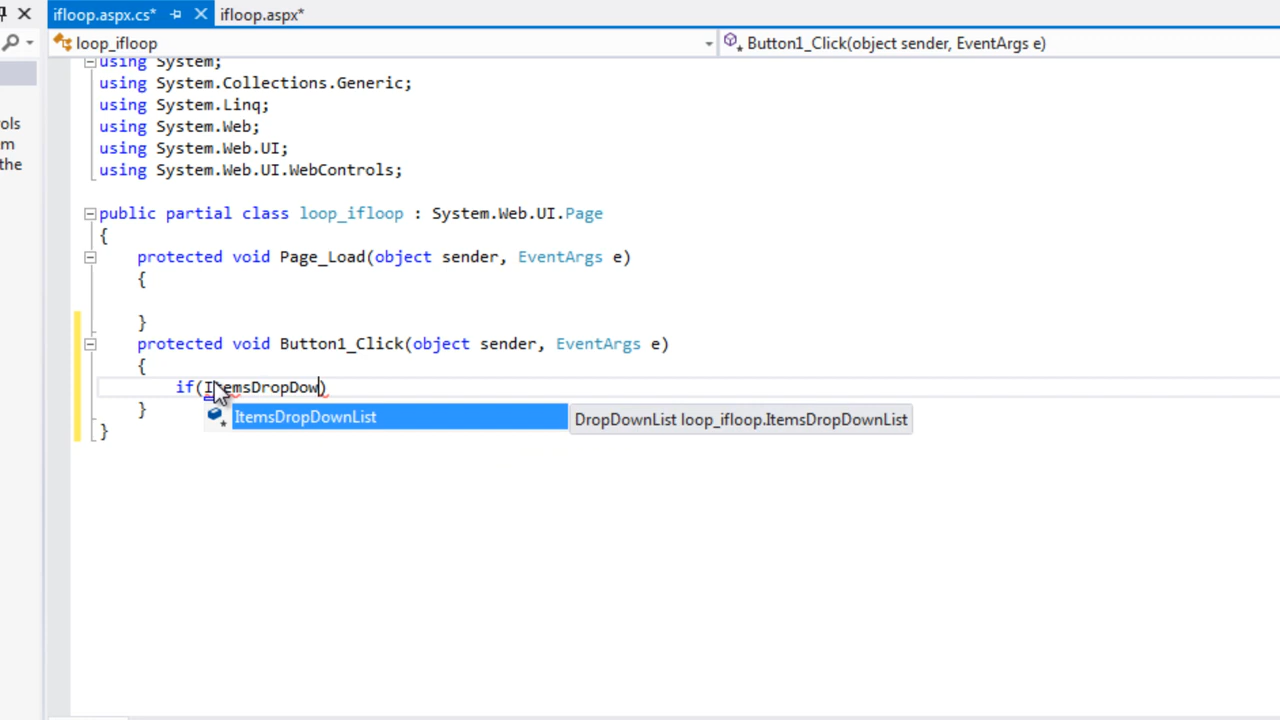 ifloop.aspx.cs* ifloop.aspx*
loop_ifloop Button1_Click(object sender, EventArgs e)
using System;
using System.Collections.Generic;
using System.Linq;
using System.Web;
using System.Web.UI;
using System.Web.UI.WebControls;
public partial class loop_ifloop : System.Web.UI.Page
{
protected void Page_Load(object sender, EventArgs e)
{
}
protected void Button1_Click(object sender, EventArgs e)
{
if(ItemsDropDow)
}
}
ItemsDropDownList DropDownList loop_ifloop.ItemsDropDownList
ols
m
the